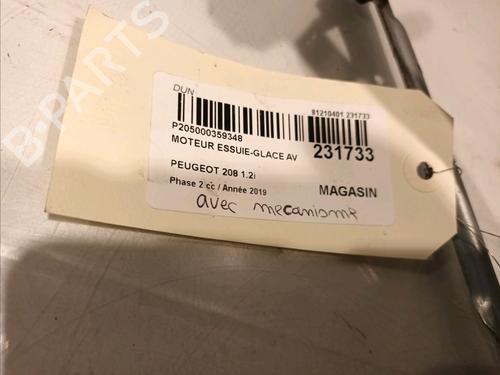 DUN
81210401 231733
P205000359348
MOTEUR ESSUIE-GLACE AV
231733
PEUGEOT 208 1.2i
Phase 2 cc / Année 2019
MAGASIN
avec mecanisme
B-PARTS